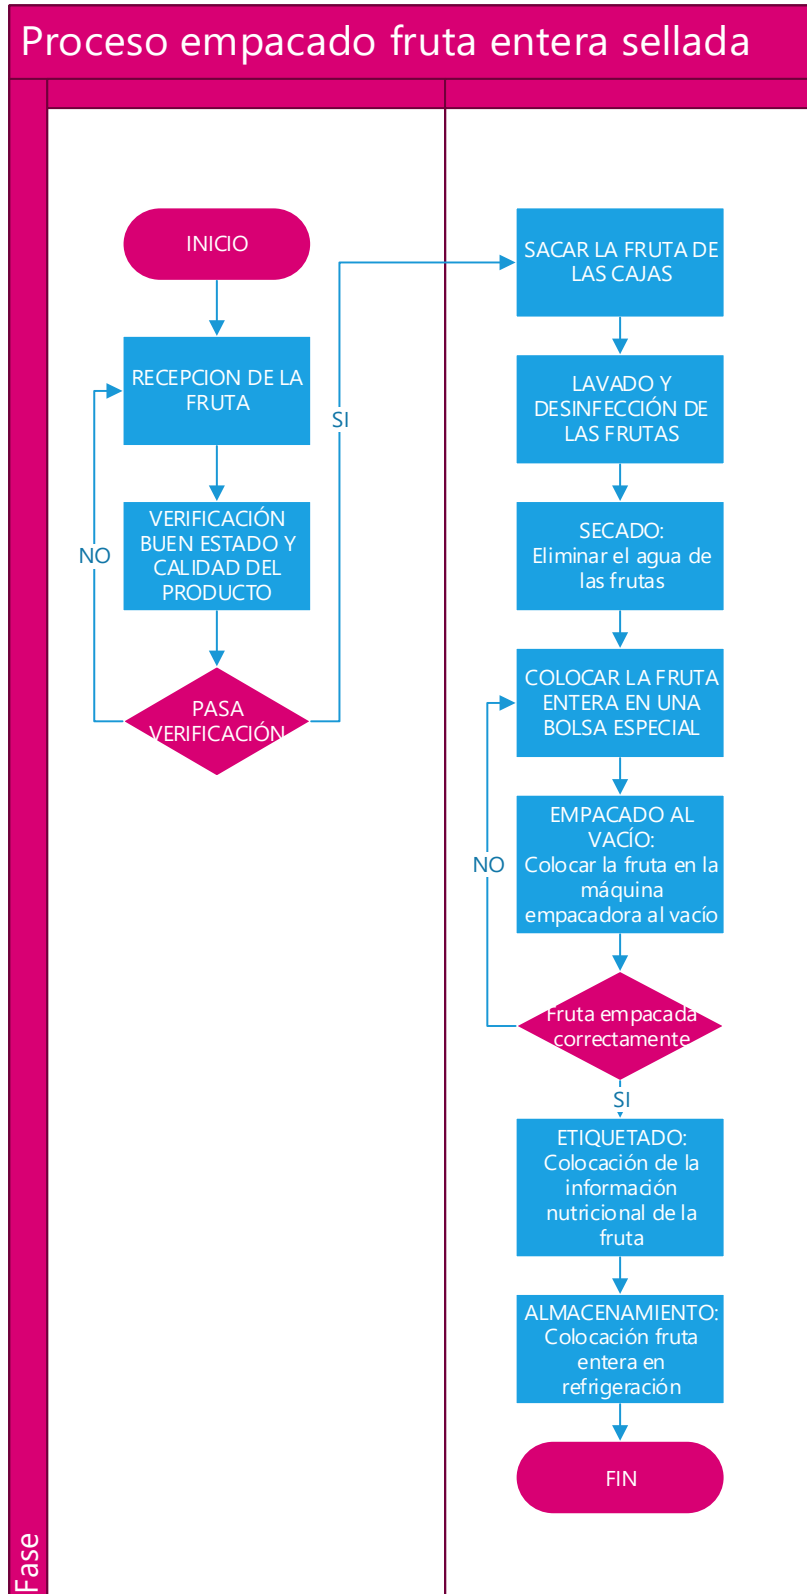 Proceso empacado fruta entera sellada
Fase
INICIO
RECEPCION DE LA
FRUTA
VERIFICACIÓN
BUEN ESTADO Y
CALIDAD DEL
PRODUCTO
NO
PASA
VERIFICACIÓN
SI
SACAR LA FRUTA DE
LAS CAJAS
LAVADO Y
DESINFECCIÓN DE
LAS FRUTAS
SECADO:
Eliminar el agua de
las frutas
COLOCAR LA FRUTA
ENTERA EN UNA
BOLSA ESPECIAL
EMPACADO AL
VACÍO:
Colocar la fruta en la
máquina
empacadora al vacío
NO
Fruta empacada
correctamente
SI
ETIQUETADO:
Colocación de la
información
nutricional de la
fruta
ALMACENAMIENTO:
Colocación fruta
entera en
refrigeración
FIN